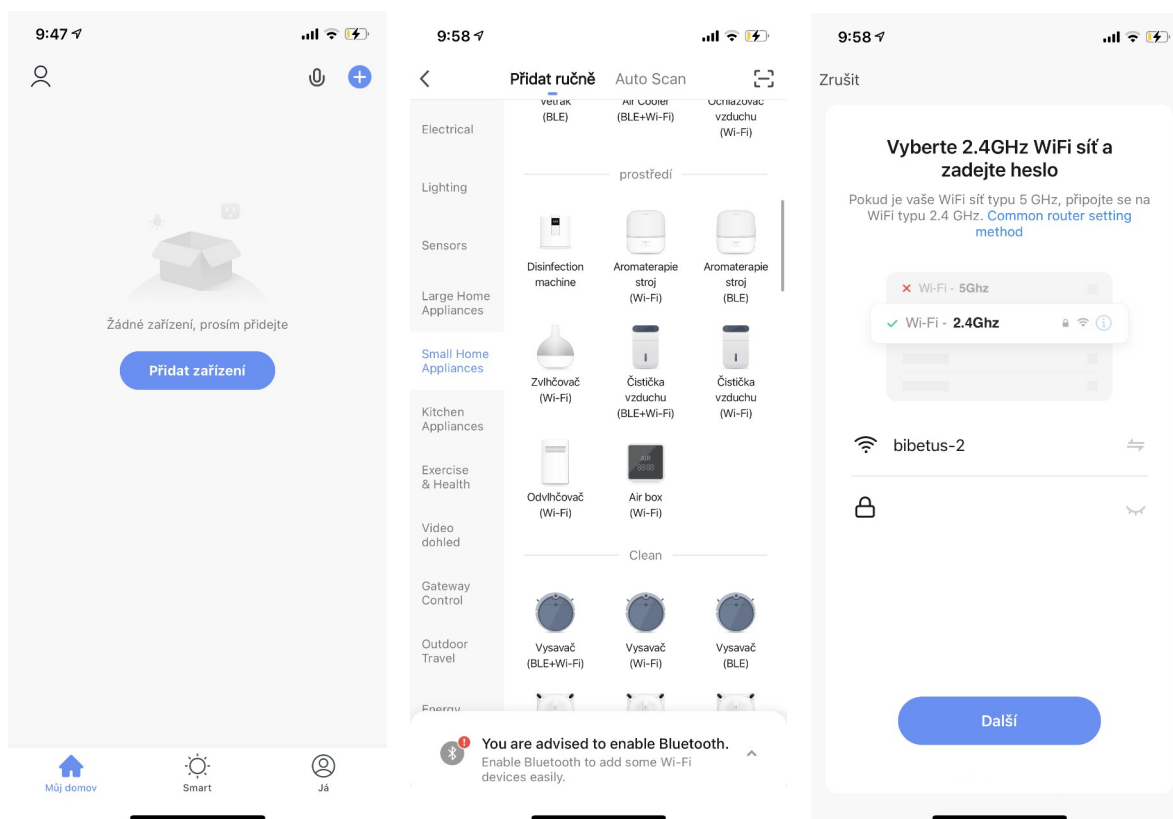 9:47
Žádné zařízení, prosím přidejte
Přidat zařízení
Můj domov
Smart
Já
9:58
Přidat ručně
Auto Scan
Electrical
Lighting
Sensors
Large Home
Appliances
Small Home
Appliances
Kitchen
Appliances
Exercise
& Health
Video
dohled
Gateway
Control
Outdoor
Travel
Energy
Větrák
(BLE)
Air Cooler
(BLE+Wi-Fi)
Ochlazovač
vzduchu
(Wi-Fi)
prostředí
Disinfection
machine
Aromaterapie
stroj
(Wi-Fi)
Aromaterapie
stroj
(BLE)
Zvlhčovač
(Wi-Fi)
Čistička
vzduchu
(BLE+Wi-Fi)
Čistička
vzduchu
(Wi-Fi)
AIR
8888
Odvlhčovač
(Wi-Fi)
Air box
(Wi-Fi)
Clean
Vysavač
(BLE+Wi-Fi)
Vysavač
(Wi-Fi)
Vysavač
(BLE)
You are advised to enable Bluetooth.
Enable Bluetooth to add some Wi-Fi
devices easily.
9:58
Zrušit
Vyberte 2.4GHz WiFi síť a
zadejte heslo
Pokud je vaše WiFi síť typu 5 GHz, připojte se na
WiFi typu 2.4 GHz. Common router setting
method
Wi-Fi - 5Ghz
Wi-Fi - 2.4Ghz
bibetus-2
Další